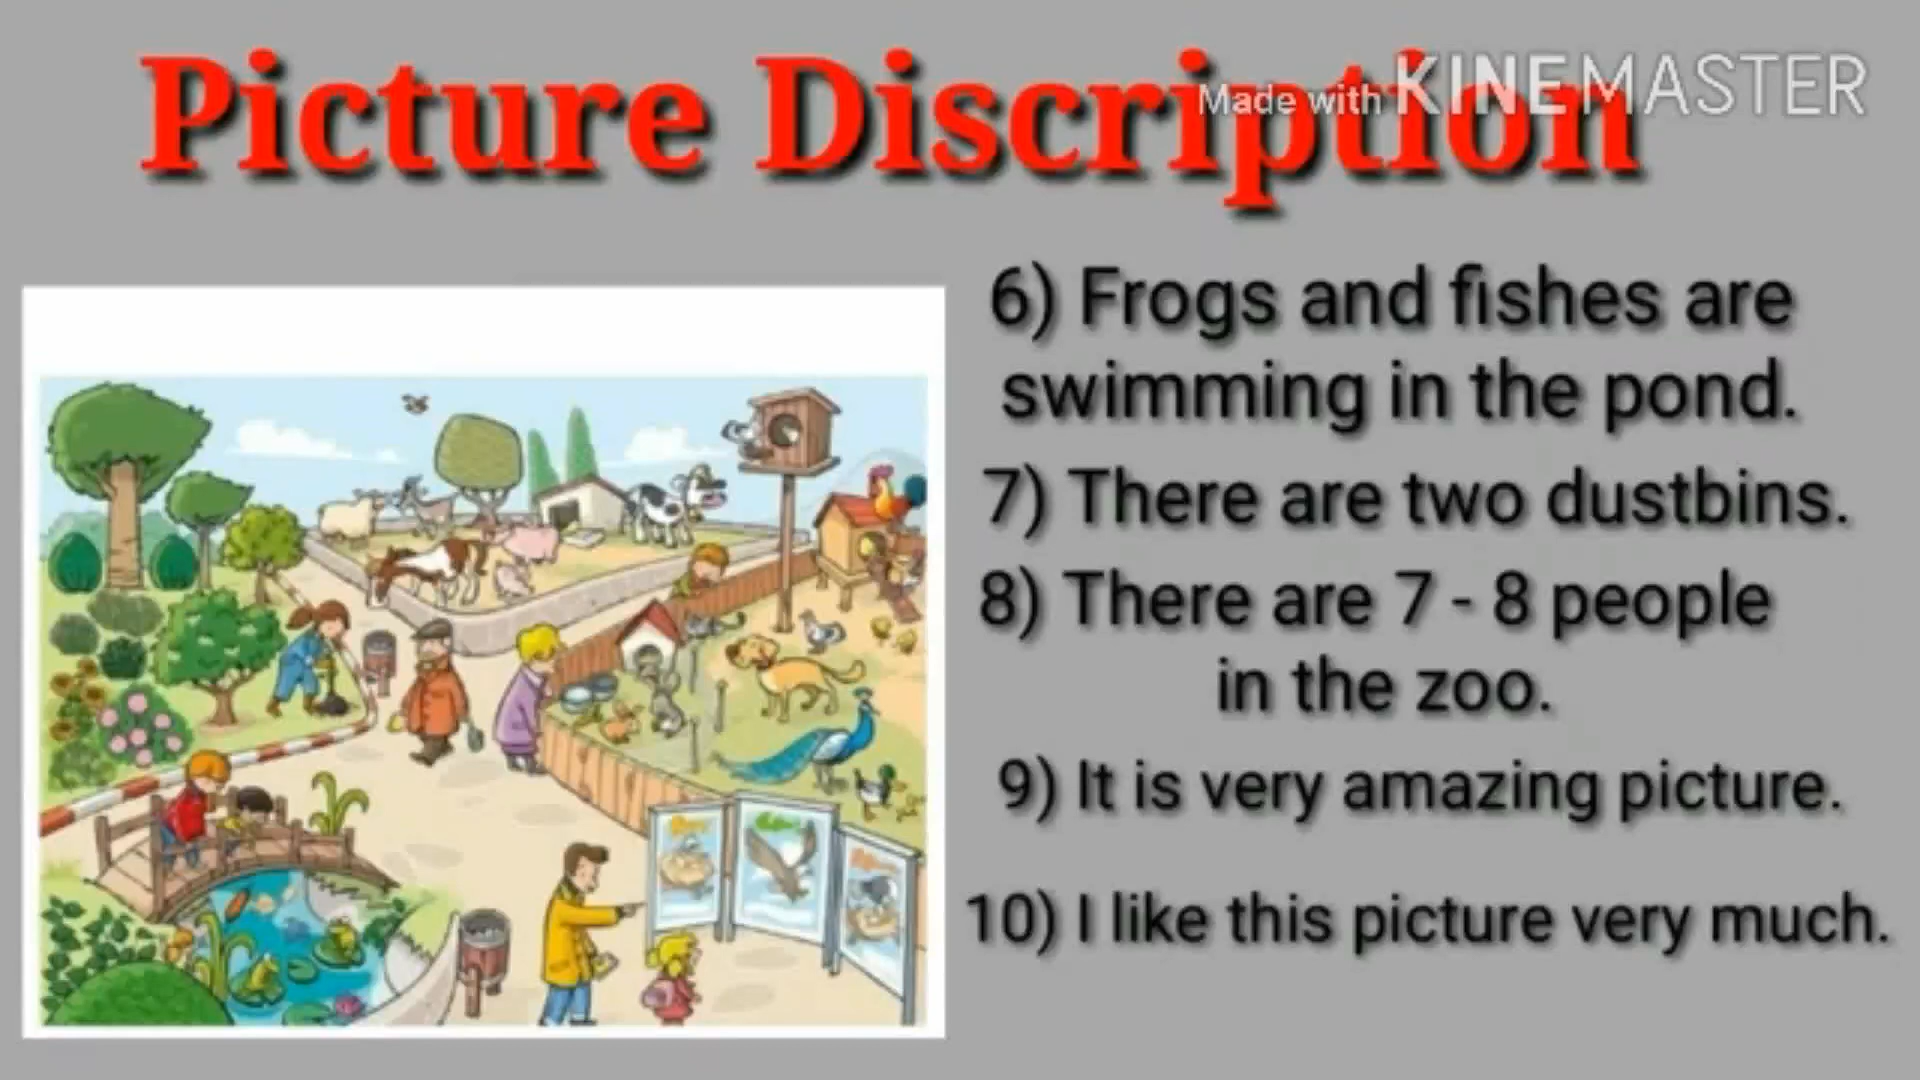 Picture Discription
Made with KINEMASTER
6) Frogs and fishes are
swimming in the pond.
7) There are two dustbins.
8) There are 7 - 8 people
in the zoo.
9) It is very amazing picture.
10) I like this picture very much.